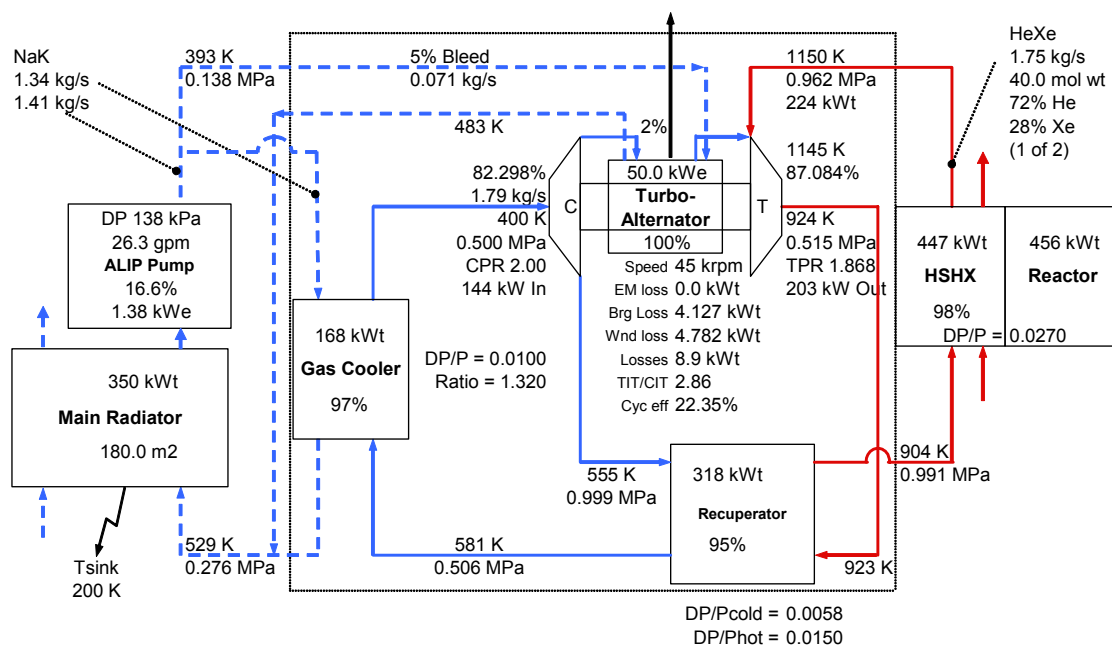 NaK
1.34 kg/s
1.41 kg/s
393 K
0.138 MPa
5% Bleed
0.071 kg/s
483 K
2%
1150 K
0.962 MPa
224 kWt
HeXe
1.75 kg/s
40.0 mol wt
72% He
28% Xe
(1 of 2)
82.298%
1.79 kg/s
400 K
0.500 MPa
CPR 2.00
144 kW In
C
50.0 kWe
Turbo-
Alternator
100%
T
1145 K
87.084%
924 K
0.515 MPa
TPR 1.868
203 kW Out
Speed 45 krpm
EM loss 0.0 kWt
Brg Loss 4.127 kWt
Wnd loss 4.782 kWt
Losses 8.9 kWt
TIT/CIT 2.86
Cyc eff 22.35%
DP 138 kPa
26.3 gpm
ALIP Pump
16.6%
1.38 kWe
447 kWt
HSHX
98%
456 kWt
Reactor
DP/P = 0.0270
168 kWt
Gas Cooler
97%
DP/P = 0.0100
Ratio = 1.320
350 kWt
Main Radiator
180.0 m2
555 K
0.999 MPa
318 kWt
Recuperator
95%
904 K
0.991 MPa
529 K
0.276 MPa
581 K
0.506 MPa
923 K
Tsink
200 K
DP/Pcold = 0.0058
DP/Phot = 0.0150